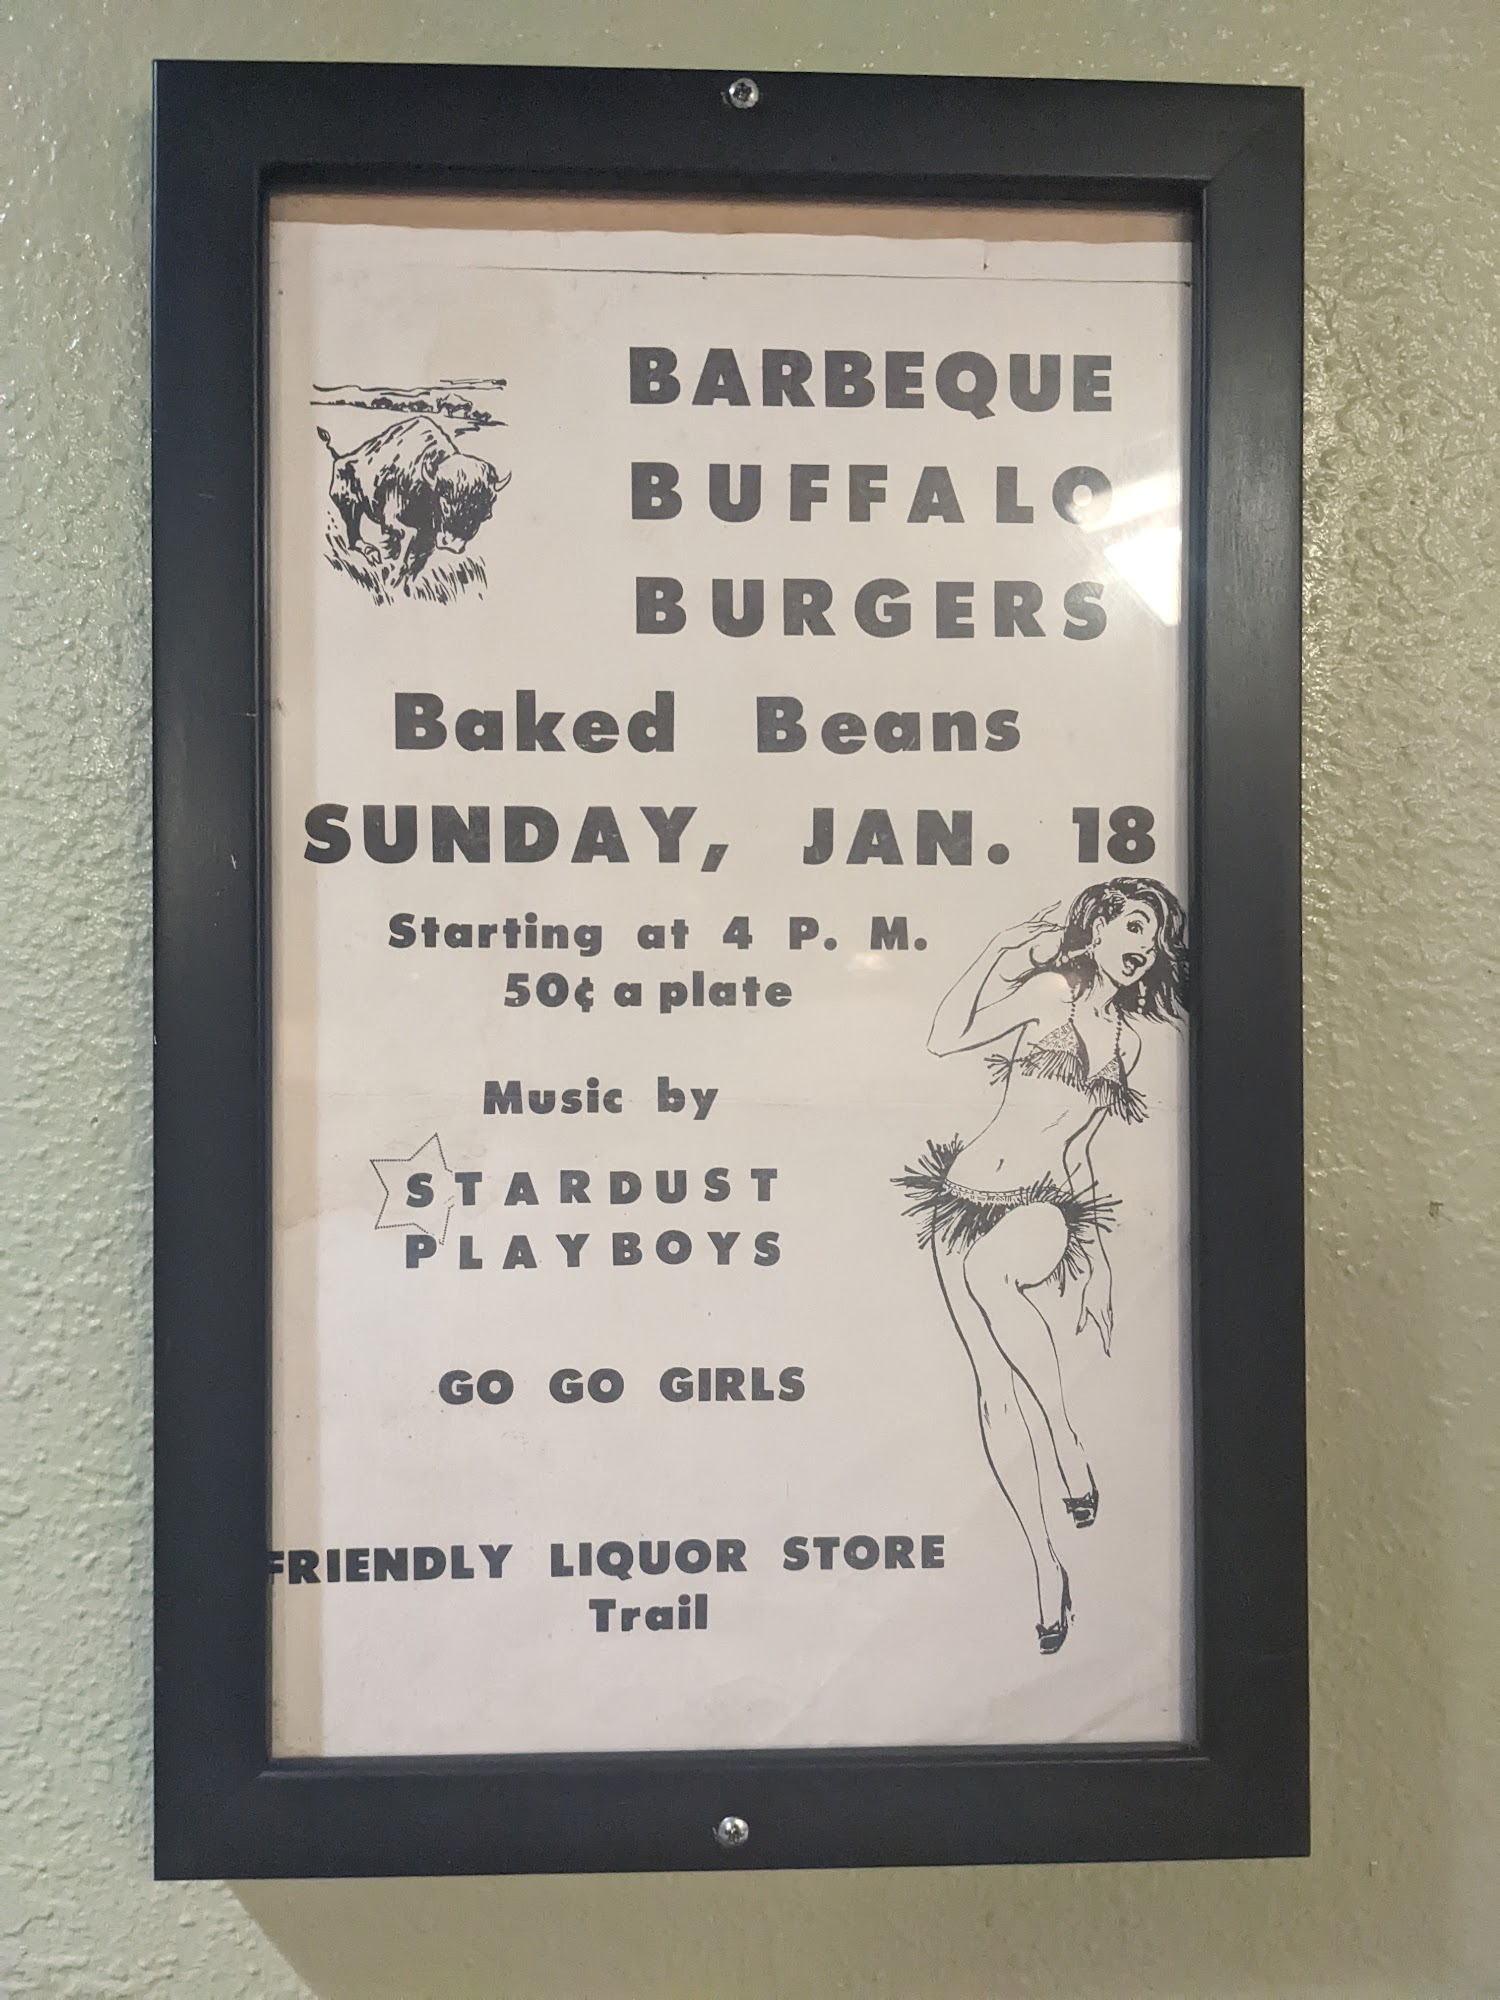 BARBEQUE
BUFFALO
BURGERS
Baked Beans
SUNDAY, JAN. 18
Starting at 4 P. M.
50¢ a plate
Music by
STARDUST
PLAYBOYS
GO GO GIRLS
FRIENDLY LIQUOR STORE
Trail